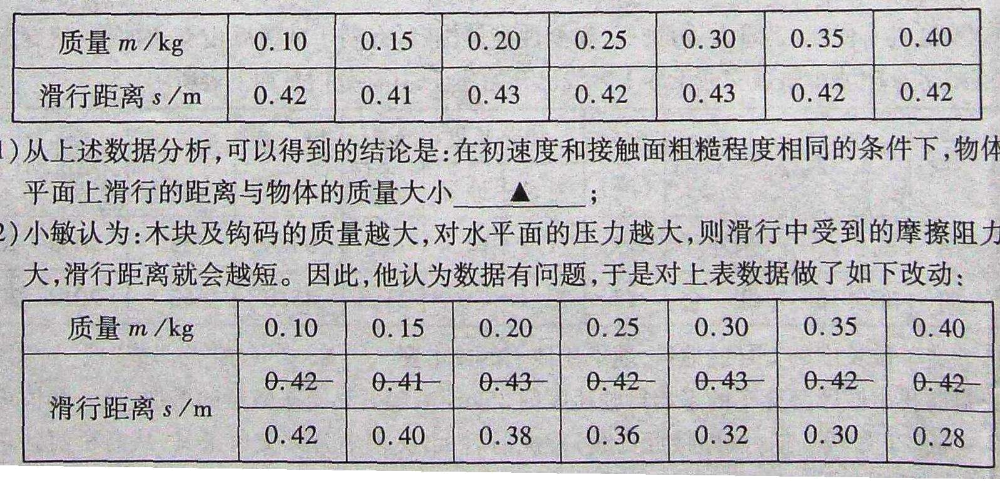 质量 m /kg 0.10 0.15 0.20 0.25 0.30 0.35 0.40
滑行距离 s /m 0.42 0.41 0.43 0.42 0.43 0.42 0.42
)从上述数据分析,可以得到的结论是:在初速度和接触面粗糙程度相同的条件下,物体
平面上滑行的距离与物体的质量大小 ▲ ;
2)小敏认为:木块及钩码的质量越大,对水平面的压力越大,则滑行中受到的摩擦阻力
大,滑行距离就会越短。因此,他认为数据有问题,于是对上表数据做了如下改动:
质量 m /kg 0.10 0.15 0.20 0.25 0.30 0.35 0.40
0.42 0.41 0.43 0.42 0.43 0.42 0.42
滑行距离 s /m
0.42 0.40 0.38 0.36 0.32 0.30 0.28